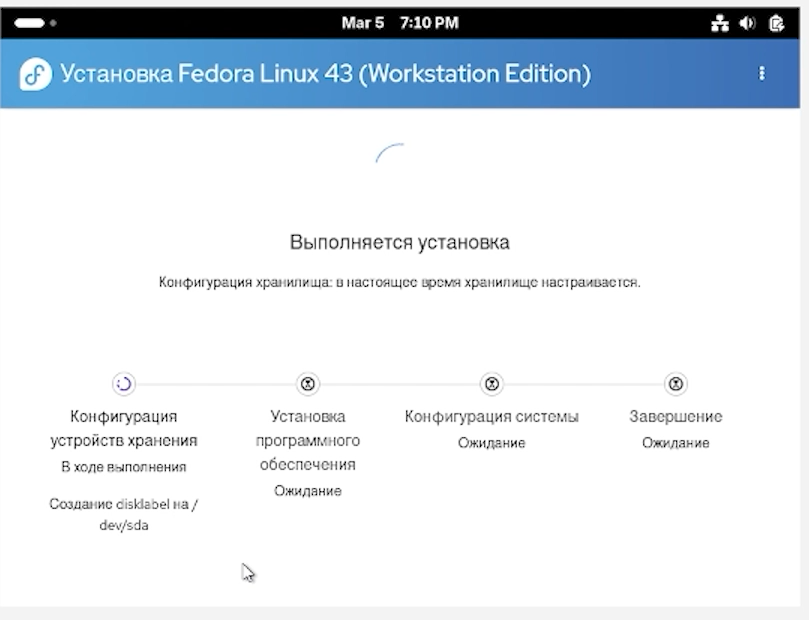 Mar 5 7:10 PM
Установка Fedora Linux 43 (Workstation Edition)
Выполняется установка
Конфигурация хранилища: в настоящее время хранилище настраивается.
Конфигурация
устройств хранения
В ходе выполнения
Создание disklabel на /
dev/sda
Установка
программного
обеспечения
Ожидание
Конфигурация системы
Ожидание
Завершение
Ожидание